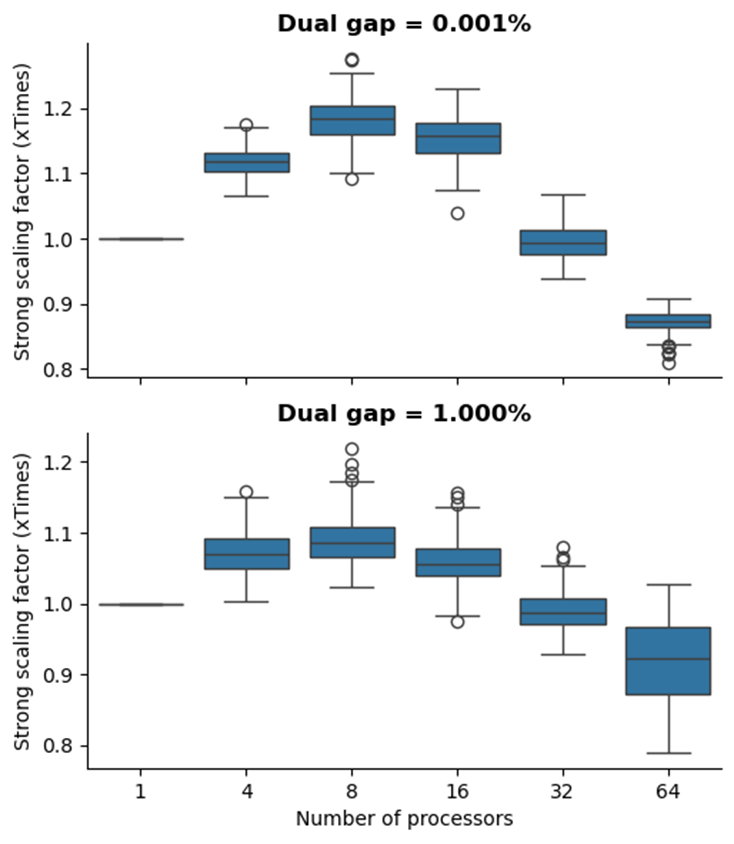 Dual gap = 0.001%
Strong scaling factor (xTimes)
1.2
1.1
1.0
0.9
0.8
Dual gap = 1.000%
Strong scaling factor (xTimes)
1.2
1.1
1.0
0.9
0.8
1 4 8 16 32 64
Number of processors